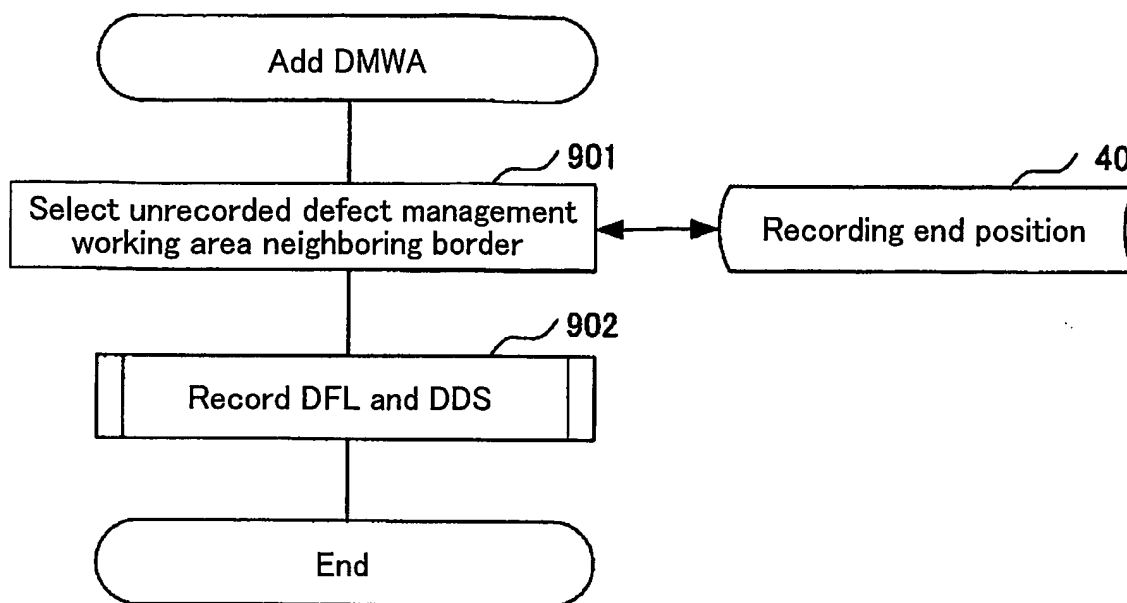 Add DMWA
901
Select unrecorded defect management
working area neighboring border
40
Recording end position
902
Record DFL and DDS
End